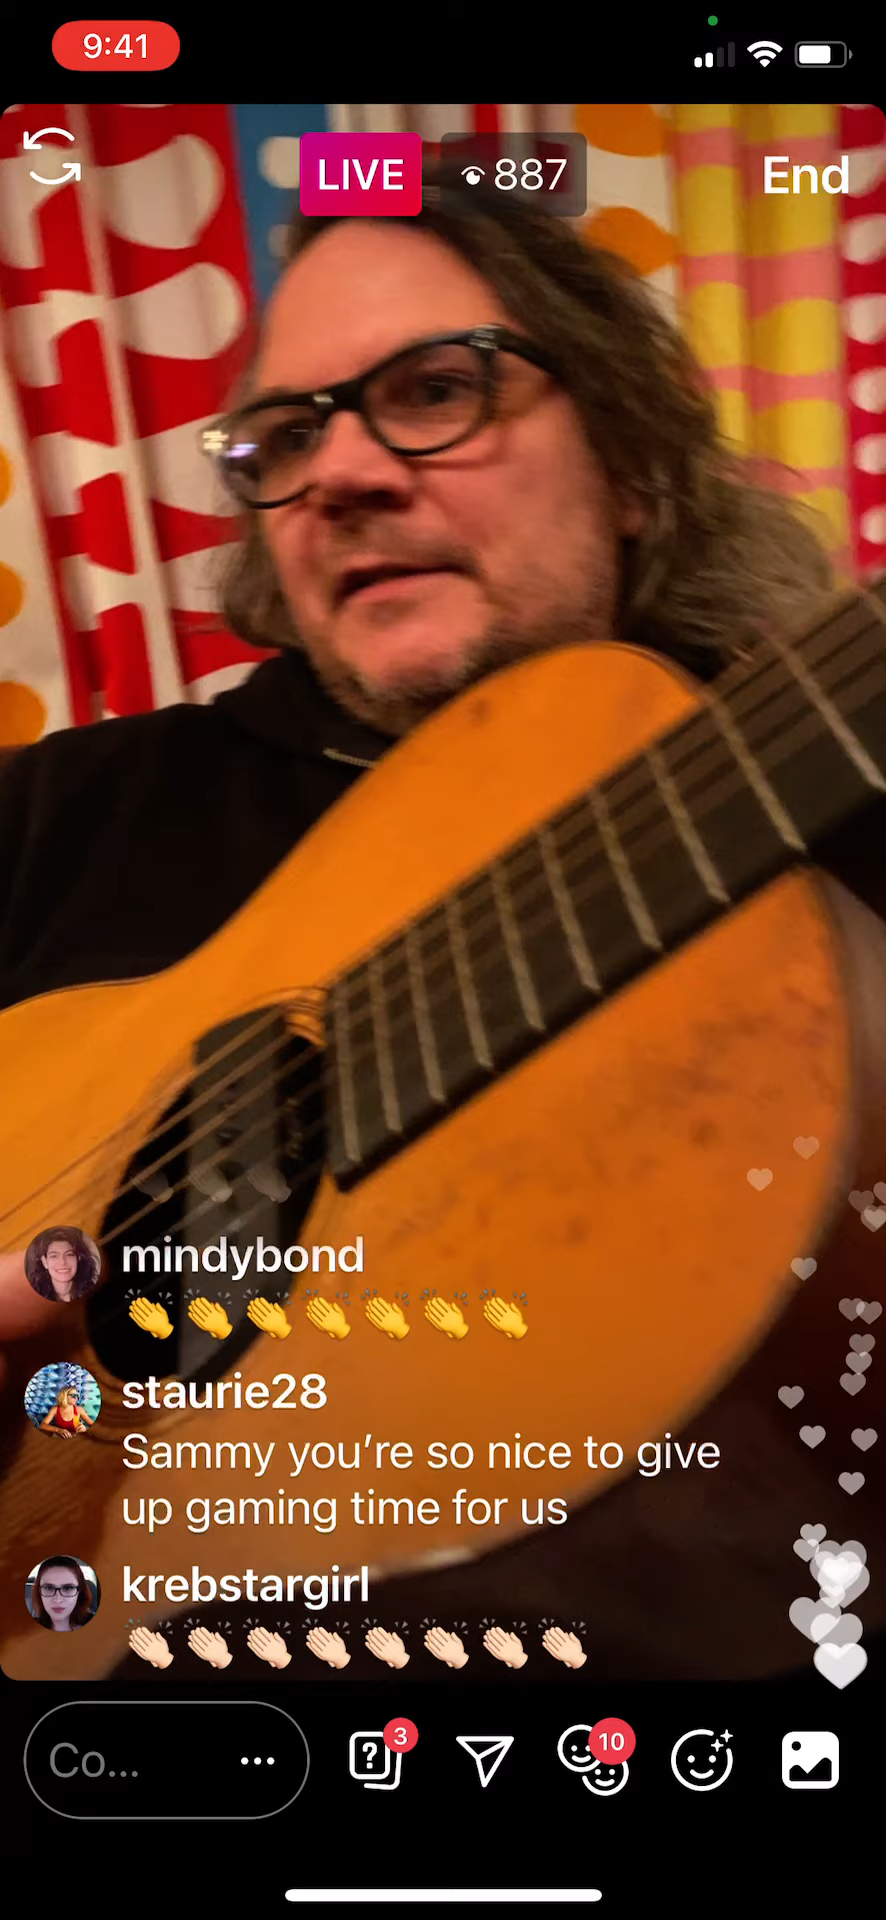 9:41
LIVE 887 End
mindybond
👏👏👏👏👏👏👏
staurie28
Sammy you’re so nice to give
up gaming time for us
krebstargirl
👏🏻👏🏻👏🏻👏🏻👏🏻👏🏻👏🏻👏🏻
Co... 3 10